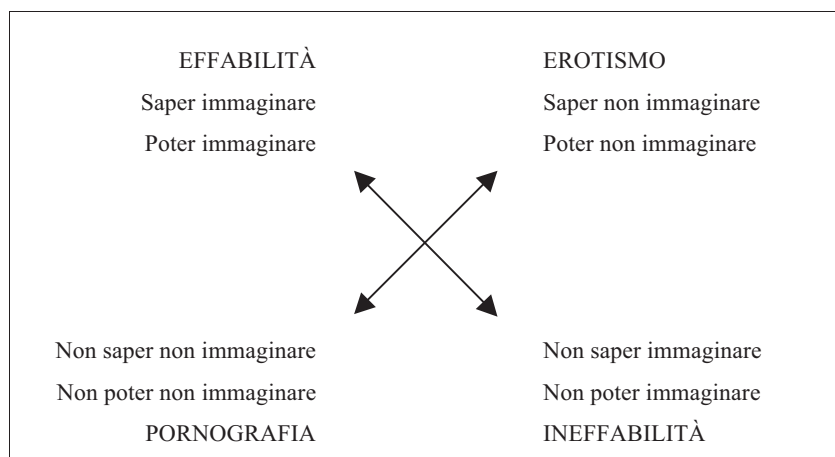 EFFABILITÀ
Saper immaginare
Poter immaginare
EROTISMO
Saper non immaginare
Poter non immaginare
Non saper non immaginare
Non poter non immaginare
PORNOGRAFIA
Non saper immaginare
Non poter immaginare
INEFFABILITÀ